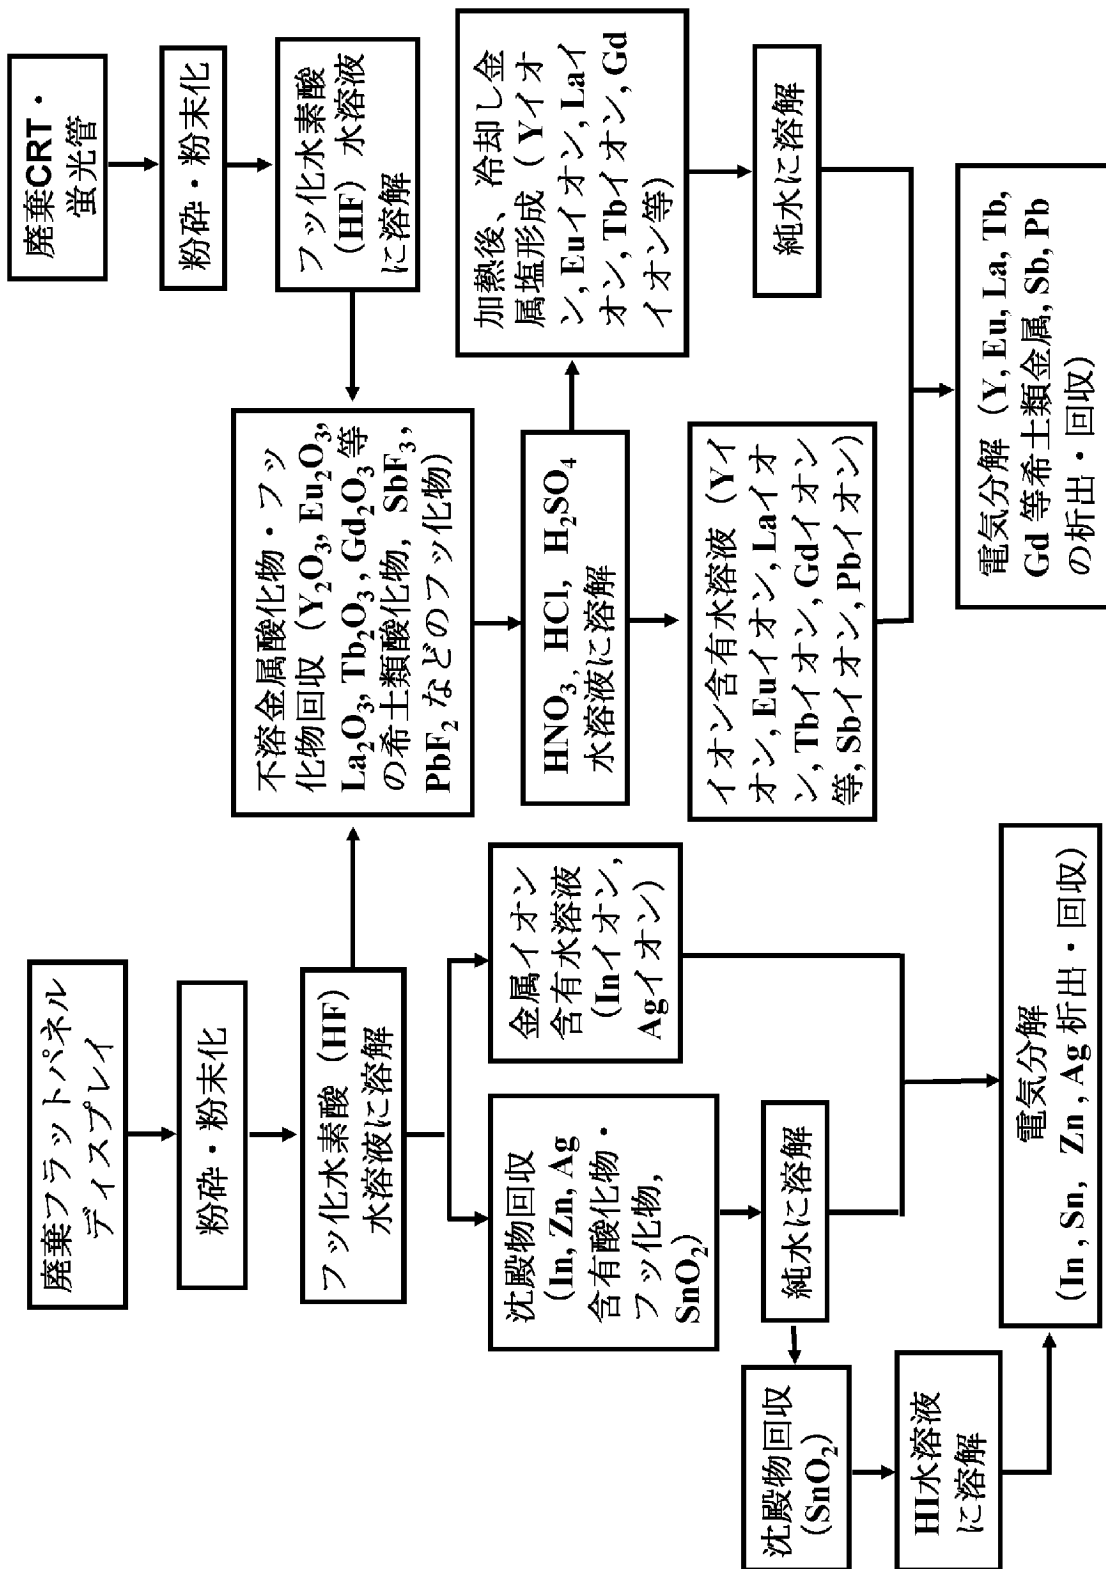 廃棄フラットパネル
ディスプレイ
粉砕・粉末化
フッ化水素酸（HF）
水溶液に溶解
沈殿物回収
（In, Zn, Ag
含有酸化物・
フッ化物,
SnO2）
金属イオン
含有水溶液
（Inイオン,
Agイオン）
純水に溶解
沈殿物回収
（SnO2）
HI水溶液
に溶解
電気分解
（In , Sn, Zn , Ag 析出・回収）
廃棄CRT・
蛍光管
粉砕・粉末化
フッ化水素酸
（HF）水溶液
に溶解
不溶金属酸化物・フッ
化物回収（Y2O3, Eu2O3,
La2O3, Tb2O3 , Gd2O3 等
の希土類酸化物, SbF3 ,
PbF2 などのフッ化物）
HNO3, HCl, H2SO4
水溶液に溶解
加熱後、冷却し金
属塩形成（Yイオ
ン, Euイオン, Laイ
オン, Tbイオン, Gd
イオン等）
純水に溶解
イオン含有水溶液（Yイ
オン, Euイオン, Laイオ
ン, Tbイオン, Gdイオン
等, Sbイオン, Pbイオン）
電気分解（Y, Eu, La, Tb,
Gd 等希土類金属, Sb, Pb
の析出・回収）